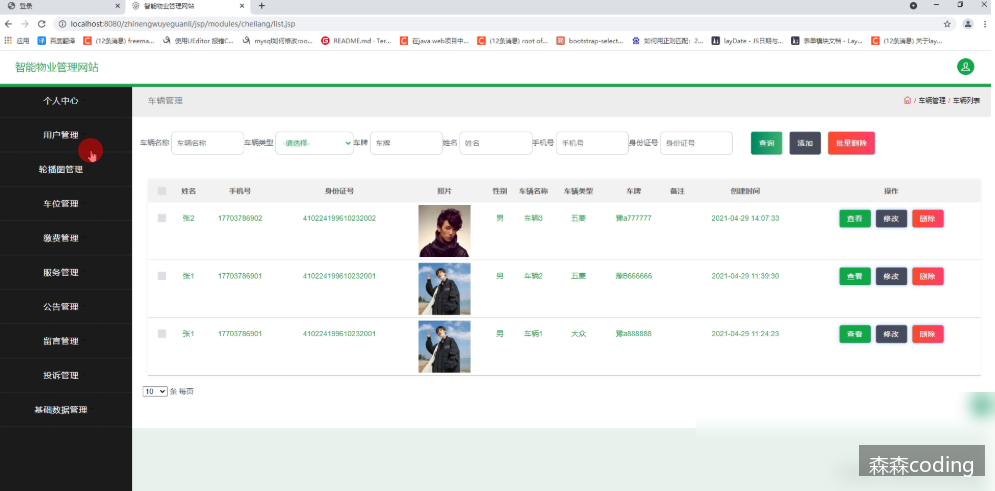 登录
智能物业管理网站
localhost:8080/zhinengwuyeguanli/jsp/modules/cheliang/list.jsp
应用 百度翻译 (12条消息) freema... 使用UEditor 报错C... mysql如何修改roo... README.md · Ter... 在java web项目中... (12条消息) root of... bootstrap-select... 如何用正则匹配：2... layDate - JS日期与... 表单模块文档 - Lay... (12条消息) 关于lay...
智能物业管理网站
个人中心
用户管理
轮播图管理
车位管理
缴费管理
服务管理
公告管理
留言管理
投诉管理
基础数据管理
车辆管理
/ 车辆管理 / 车辆列表
车辆名称 车辆名称 车辆类型 -请选择- 车牌 车牌 姓名 姓名 手机号 手机号 身份证号 身份证号 查询 添加 批量删除
姓名 手机号 身份证号 照片 性别 车辆名称 车辆类型 车牌 备注 创建时间 操作
张2 17703786902 410224199610232002 男 车辆3 五菱 豫a777777 2021-04-29 14:07:33 查看 修改 删除
张1 17703786901 410224199610232001 男 车辆2 五菱 豫B666666 2021-04-29 11:39:30 查看 修改 删除
张1 17703786901 410224199610232001 男 车辆1 大众 豫a888888 2021-04-29 11:24:23 查看 修改 删除
10 条 每页
森森coding